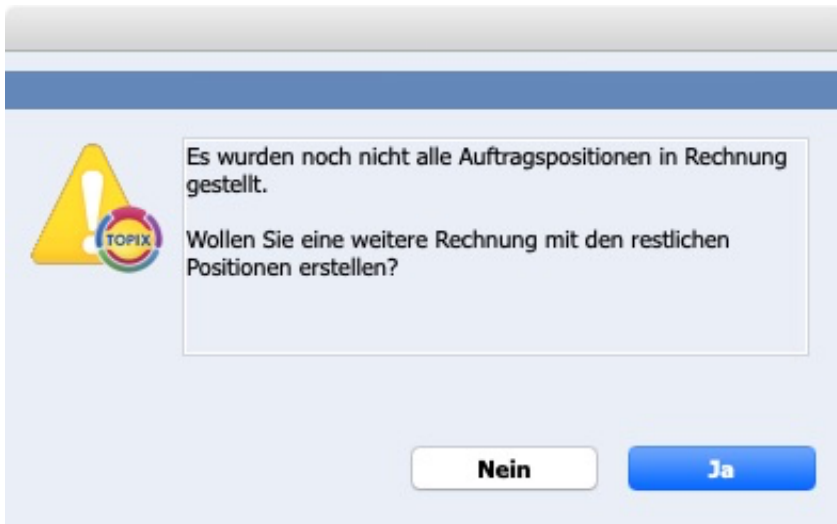 Es wurden noch nicht alle Auftragspositionen in Rechnung
gestellt.
Wollen Sie eine weitere Rechnung mit den restlichen
Positionen erstellen?
TOPIX
Nein
Ja